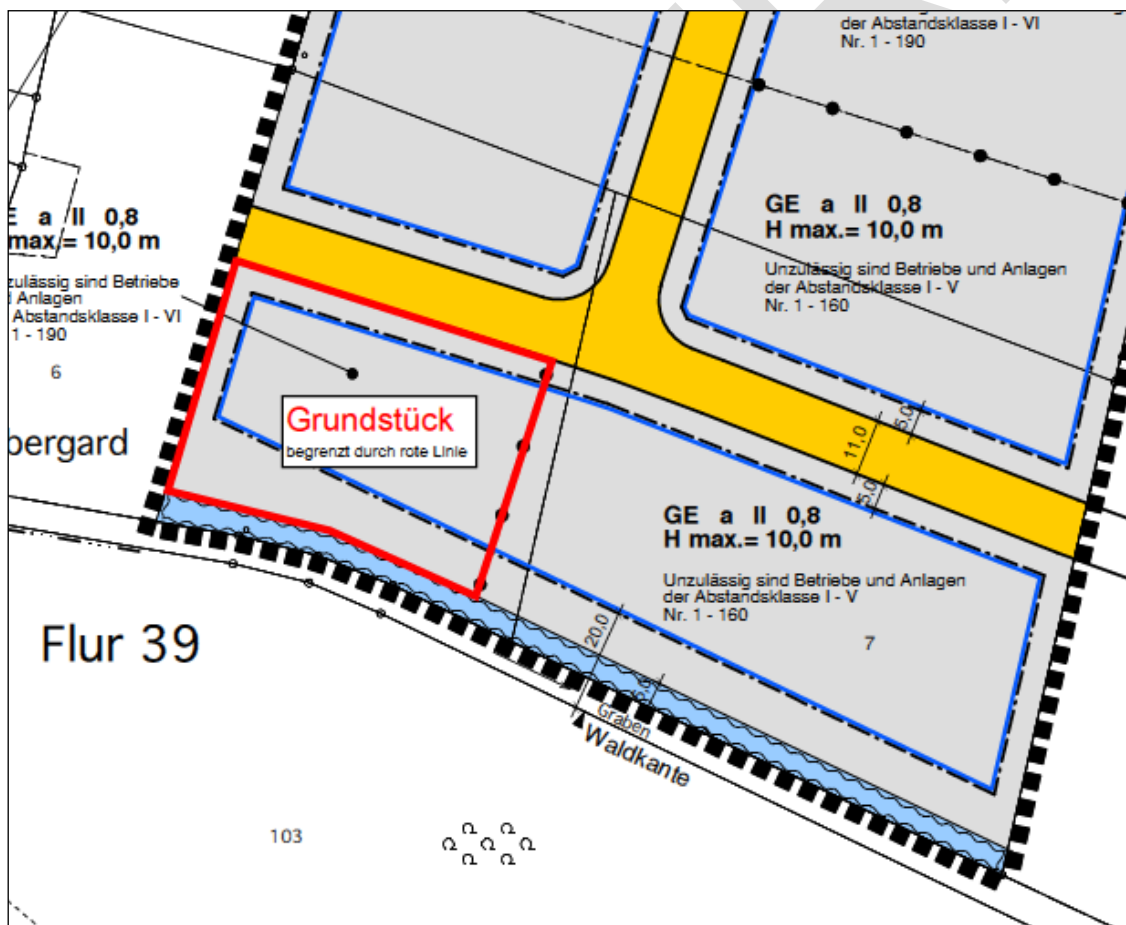 der Abstandsklasse I - VI
Nr. 1 - 190
E a II 0,8
max.= 10,0 m
zulässig sind Betriebe
Anlagen
Abstandsklasse I - VI
1 - 190
6
bergard
GE a II 0,8
H max.= 10,0 m
Unzulässig sind Betriebe und Anlagen
der Abstandsklasse I - V
Nr. 1 - 160
Grundstück
begrenzt durch rote Linie
5,0
11,0
5,0
GE a II 0,8
H max.= 10,0 m
Unzulässig sind Betriebe und Anlagen
der Abstandsklasse I - V
Nr. 1 - 160
7
Flur 39
20,0
5,0
Graben
Waldkante
103